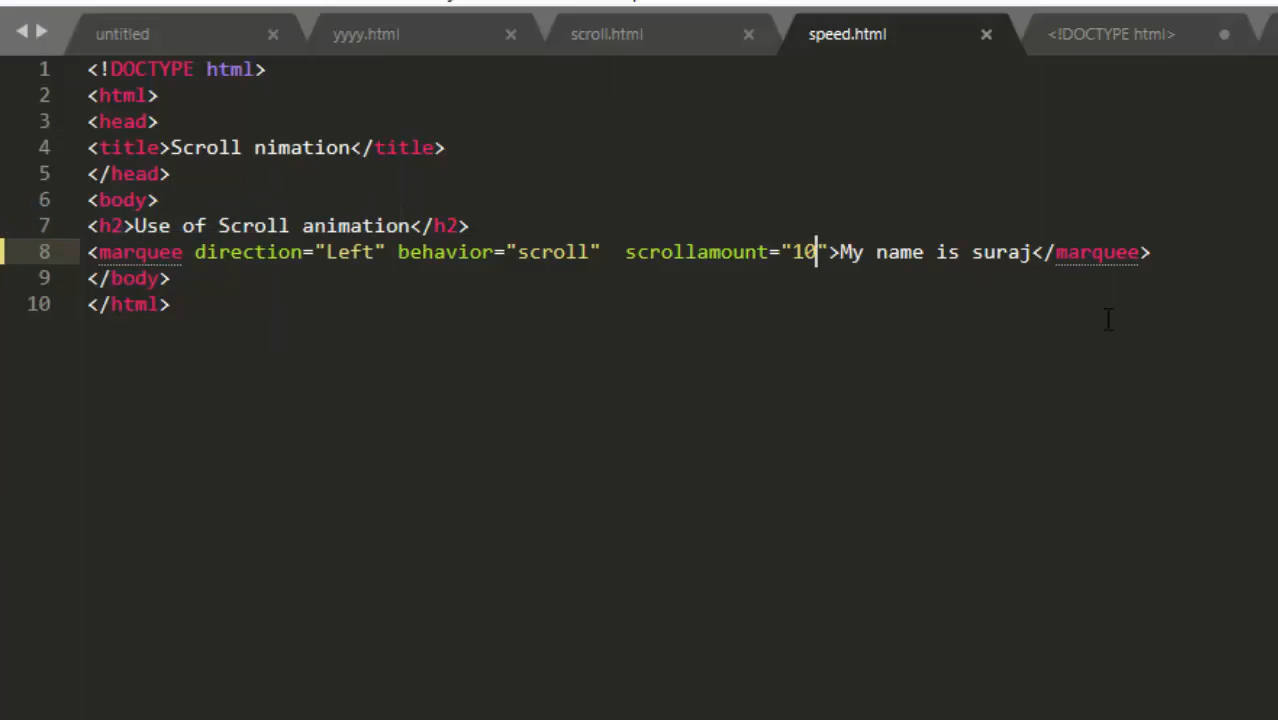 untitled yyyy.html scroll.html speed.html <!DOCTYPE html>
1 <!DOCTYPE html>
2 <html>
3 <head>
4 <title>Scroll nimation</title>
5 </head>
6 <body>
7 <h2>Use of Scroll animation</h2>
8 <marquee direction="Left" behavior="scroll"  scrollamount="10">My name is suraj</marquee>
9 </body>
10 </html>